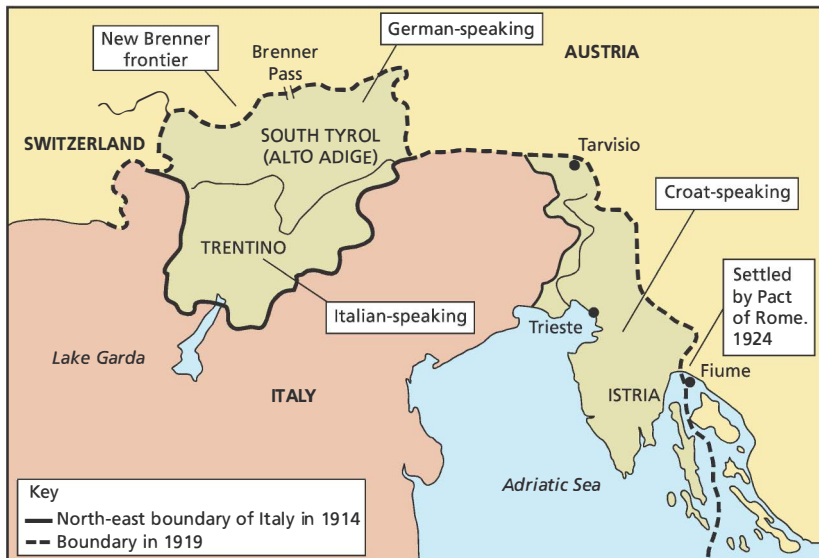 German-speaking
New Brenner
frontier
Brenner
Pass
AUSTRIA
SWITZERLAND
SOUTH TYROL
(ALTO ADIGE)
Tarvisio
Croat-speaking
TRENTINO
Settled
by Pact
of Rome.
1924
Italian-speaking
Trieste
Lake Garda
Fiume
ITALY
ISTRIA
Adriatic Sea
Key
North-east boundary of Italy in 1914
Boundary in 1919